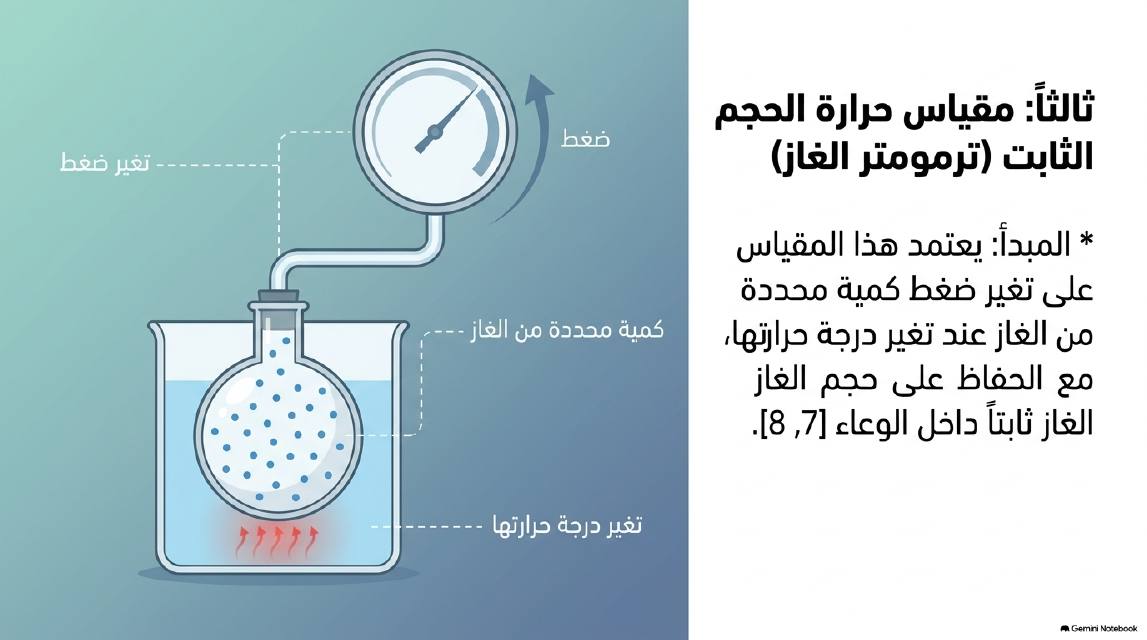 ثالثاً: مقياس حرارة الحجم
الثابت (ترمومتر الغاز)
* المبدأ: يعتمد هذا المقياس
على تغير ضغط كمية محددة
من الغاز عند تغير درجة حرارتها،
مع الحفاظ على حجم الغاز
الغاز ثابتاً داخل الوعاء [7, 8].
ضغط
تغير ضغط
كمية محددة من الغاز
تغير درجة حرارتها
Gemini Notebook